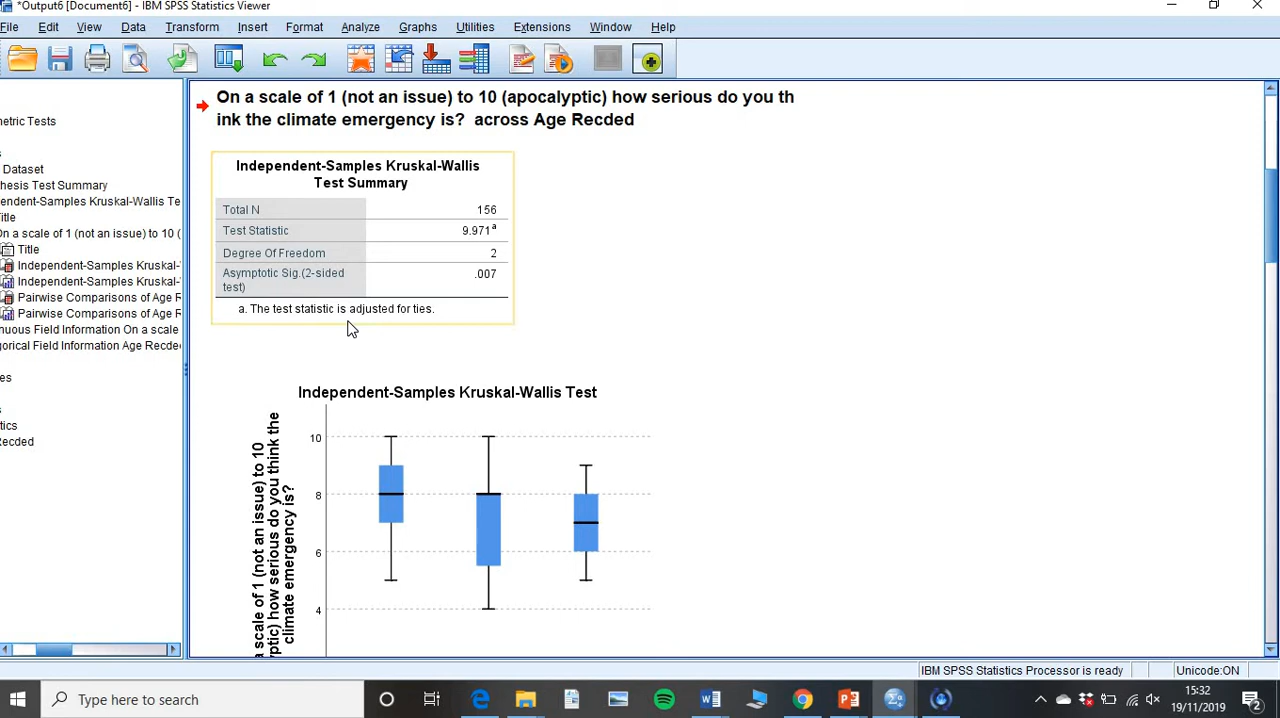 *Output6 [Document6] - IBM SPSS Statistics Viewer
File Edit View Data Transform Insert Format Analyze Graphs Utilities Extensions Window Help
etric Tests
s
Dataset
hesis Test Summary
endent-Samples Kruskal-Wallis Te
Title
On a scale of 1 (not an issue) to 10 (
Title
Independent-Samples Kruskal-
Independent-Samples Kruskal-
Pairwise Comparisons of Age R
Pairwise Comparisons of Age R
nuous Field Information On a scale
gorical Field Information Age Recded
es
s
tics
Recded
On a scale of 1 (not an issue) to 10 (apocalyptic) how serious do you th
ink the climate emergency is? across Age Recded
Independent-Samples Kruskal-Wallis
Test Summary
Total N 156
Test Statistic 9.971a
Degree Of Freedom 2
Asymptotic Sig.(2-sided
test) .007
a. The test statistic is adjusted for ties.
Independent-Samples Kruskal-Wallis Test
a scale of 1 (not an issue) to 10
yptic) how serious do you think the
climate emergency is?
10
8
6
4
IBM SPSS Statistics Processor is ready Unicode:ON
Type here to search
15:32
19/11/2019
2